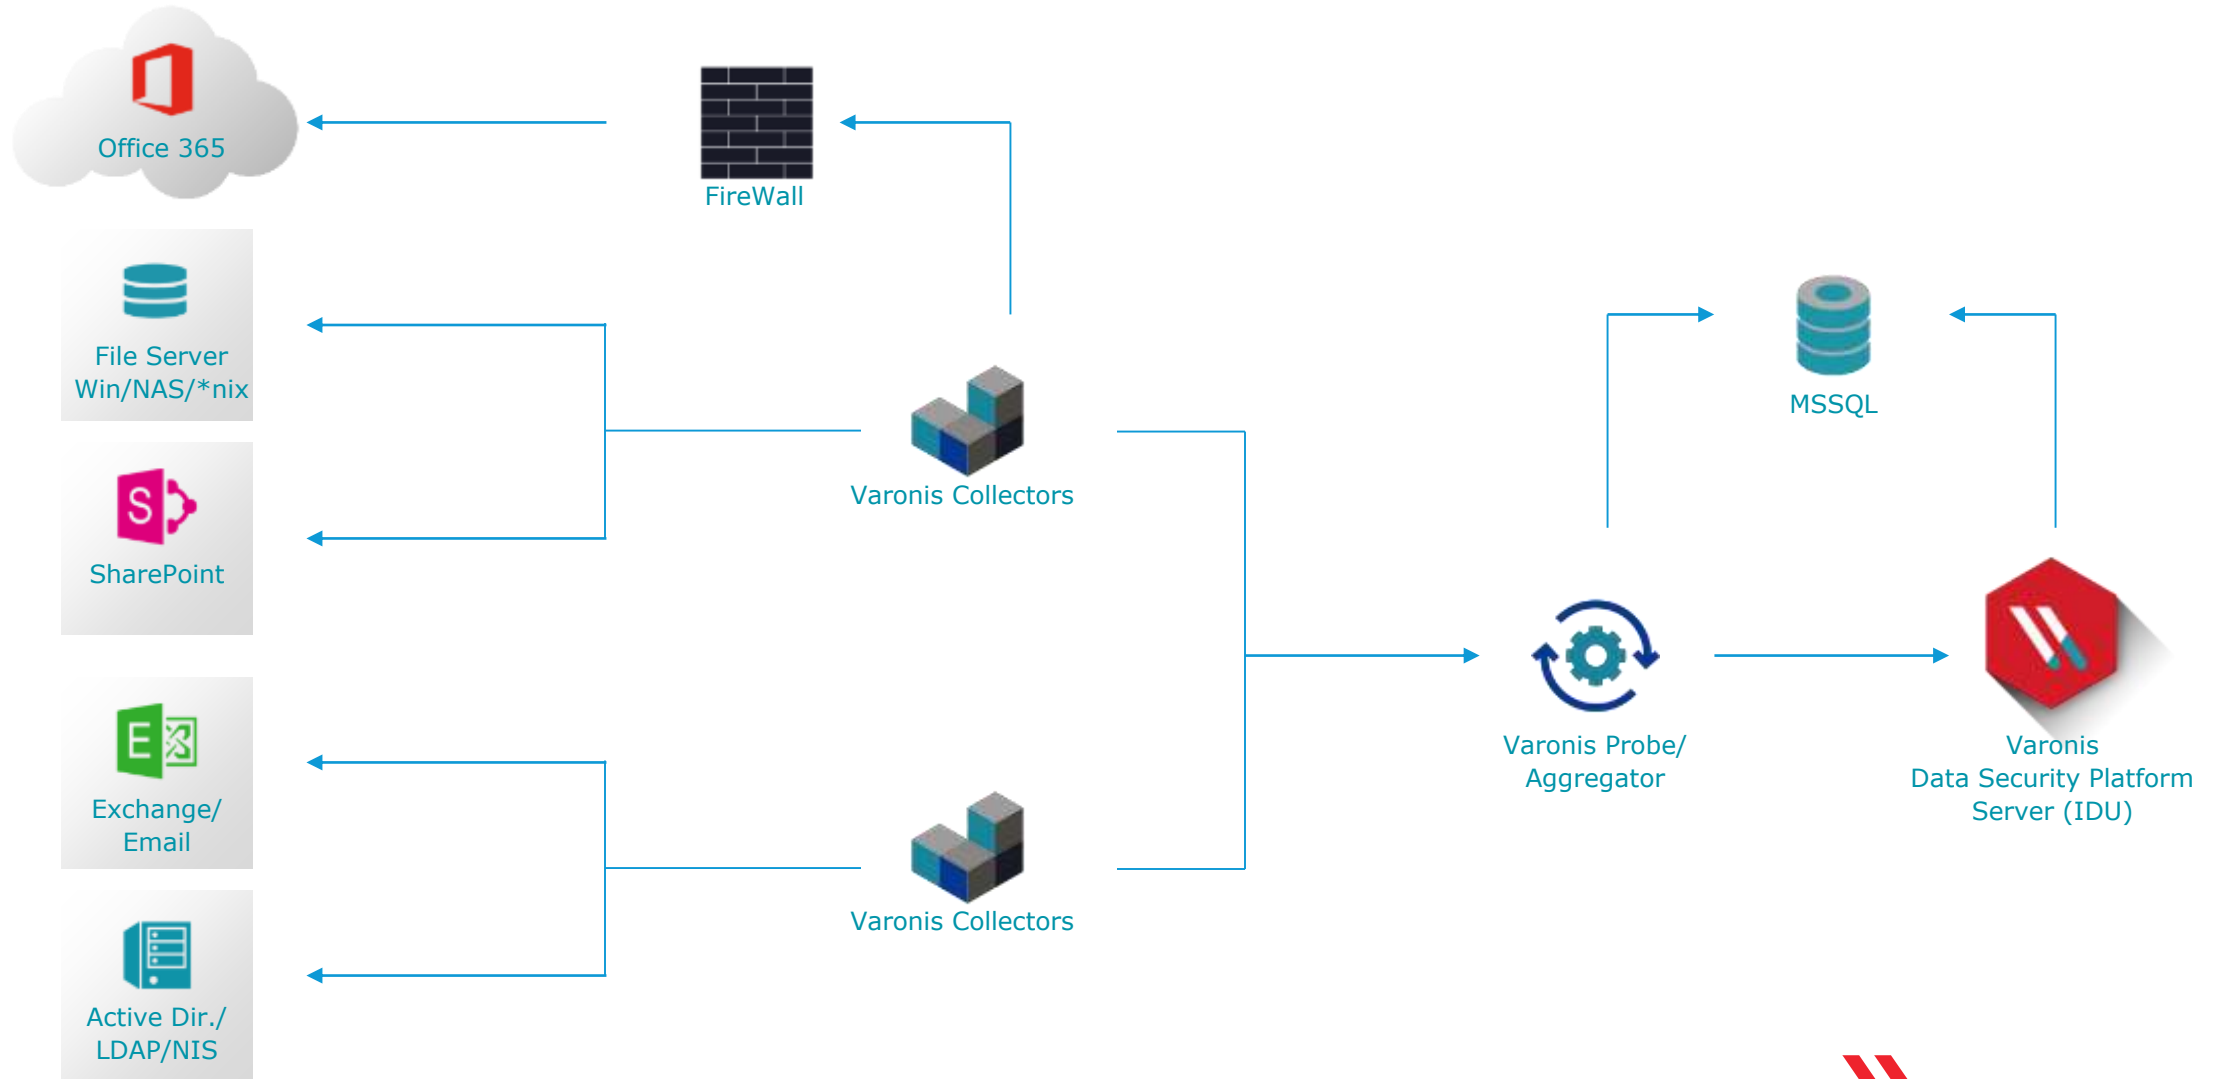 Office 365
FireWall
File Server
Win/NAS/*nix
MSSQL
Varonis Collectors
SharePoint
Varonis Probe/
Aggregator
Varonis
Data Security Platform
Server (IDU)
Exchange/
Email
Varonis Collectors
Active Dir./
LDAP/NIS